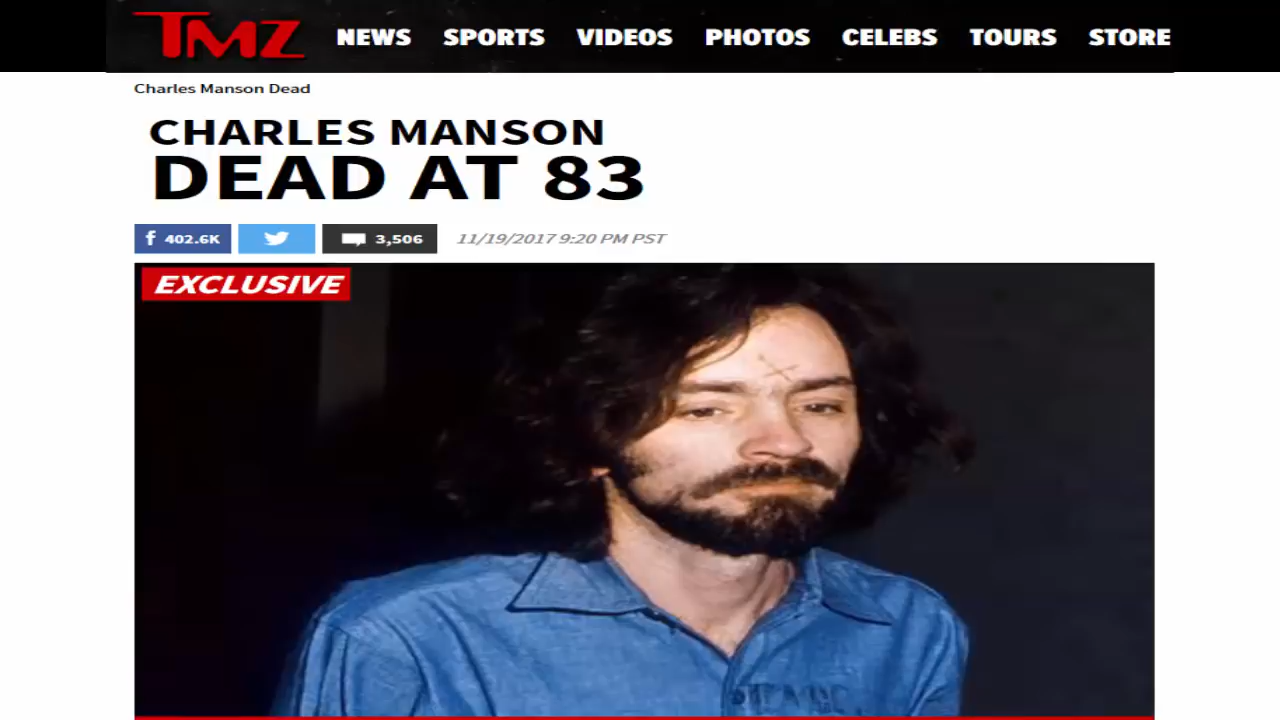 TMZ NEWS SPORTS VIDEOS PHOTOS CELEBS TOURS STORE
Charles Manson Dead
CHARLES MANSON
DEAD AT 83
f 402.6K 3,506 11/19/2017 9:20 PM PST
EXCLUSIVE